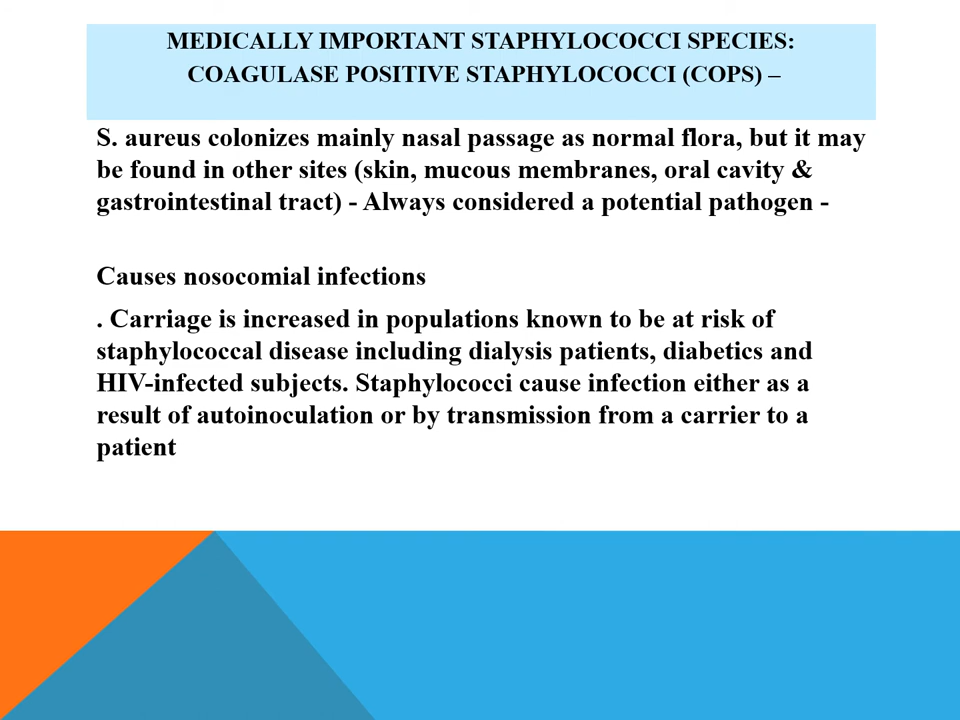 MEDICALLY IMPORTANT STAPHYLOCOCCI SPECIES:
COAGULASE POSITIVE STAPHYLOCOCCI (COPS) –
S. aureus colonizes mainly nasal passage as normal flora, but it may
be found in other sites (skin, mucous membranes, oral cavity &
gastrointestinal tract) - Always considered a potential pathogen -
Causes nosocomial infections
. Carriage is increased in populations known to be at risk of
staphylococcal disease including dialysis patients, diabetics and
HIV-infected subjects. Staphylococci cause infection either as a
result of autoinoculation or by transmission from a carrier to a
patient